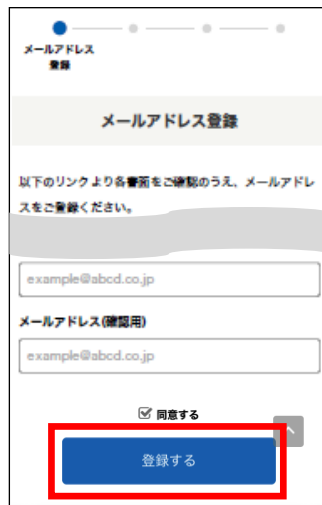 メールアドレス
登録
メールアドレス登録
以下のリンクより各書面をご確認のうえ、メールアドレ
スをご登録ください。
example@abcd.co.jp
メールアドレス(確認用)
example@abcd.co.jp
同意する
登録する